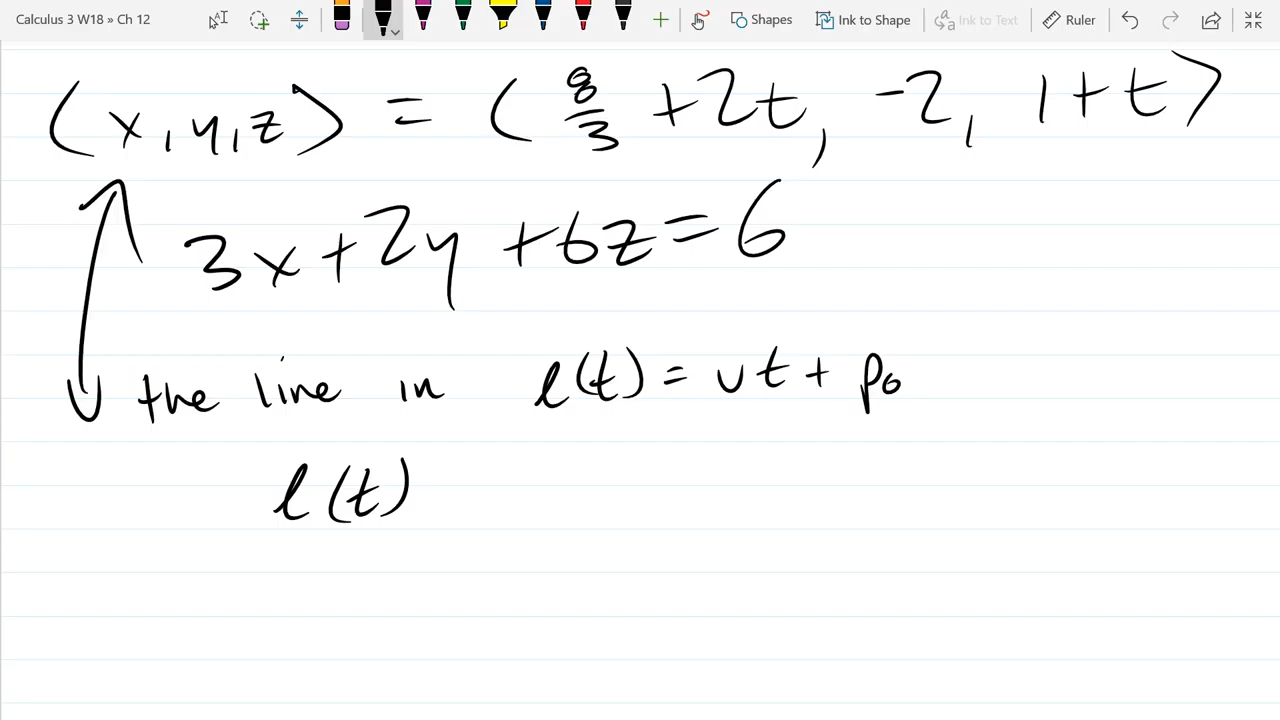 Calculus 3 W18 » Ch 12 Shapes Ink to Shape Ink to Text Ruler
(x, y, z) = ( 8/3 + 2t, -2, 1+t )
3x + 2y + 6z = 6
the line in l(t) = vt + p₀
l(t)